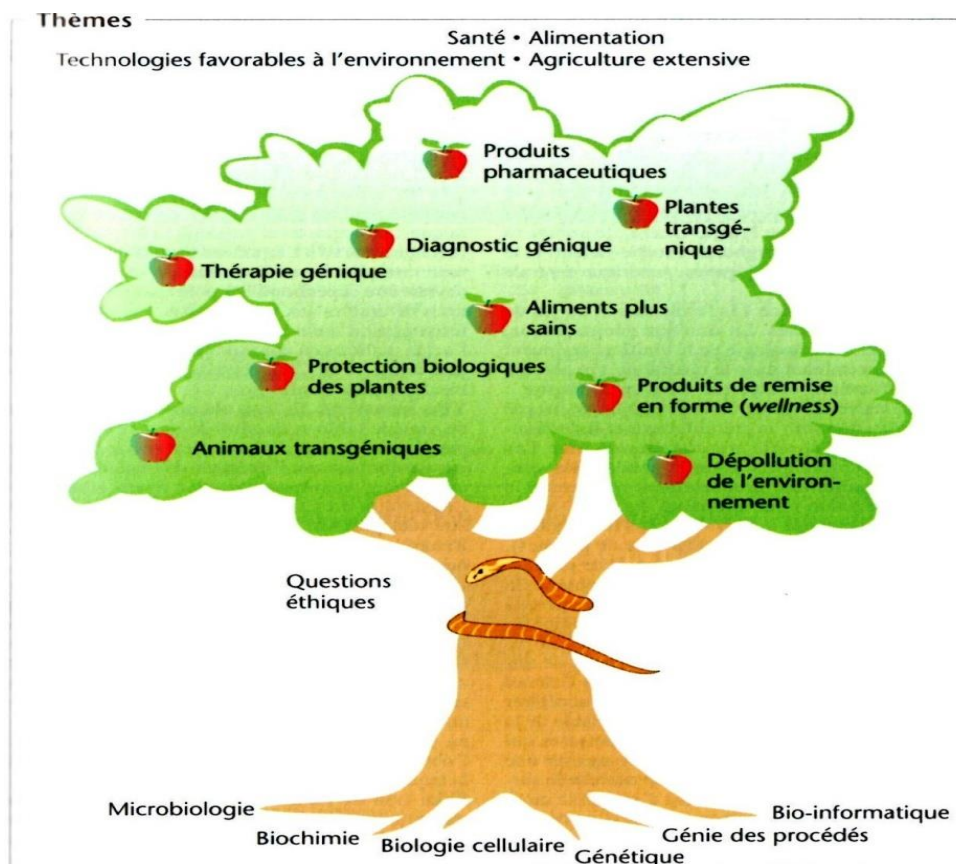 Thèmes
Santé • Alimentation
Technologies favorables à l'environnement • Agriculture extensive
Produits
pharmaceutiques
Plantes
transgé-
nique
Diagnostic génique
Thérapie génique
Aliments plus
sains
Protection biologiques
des plantes
Produits de remise
en forme (wellness)
Animaux transgéniques
Dépollution
de l'environ-
nement
Questions
éthiques
Microbiologie
Biochimie
Biologie cellulaire
Génétique
Génie des procédés
Bio-informatique